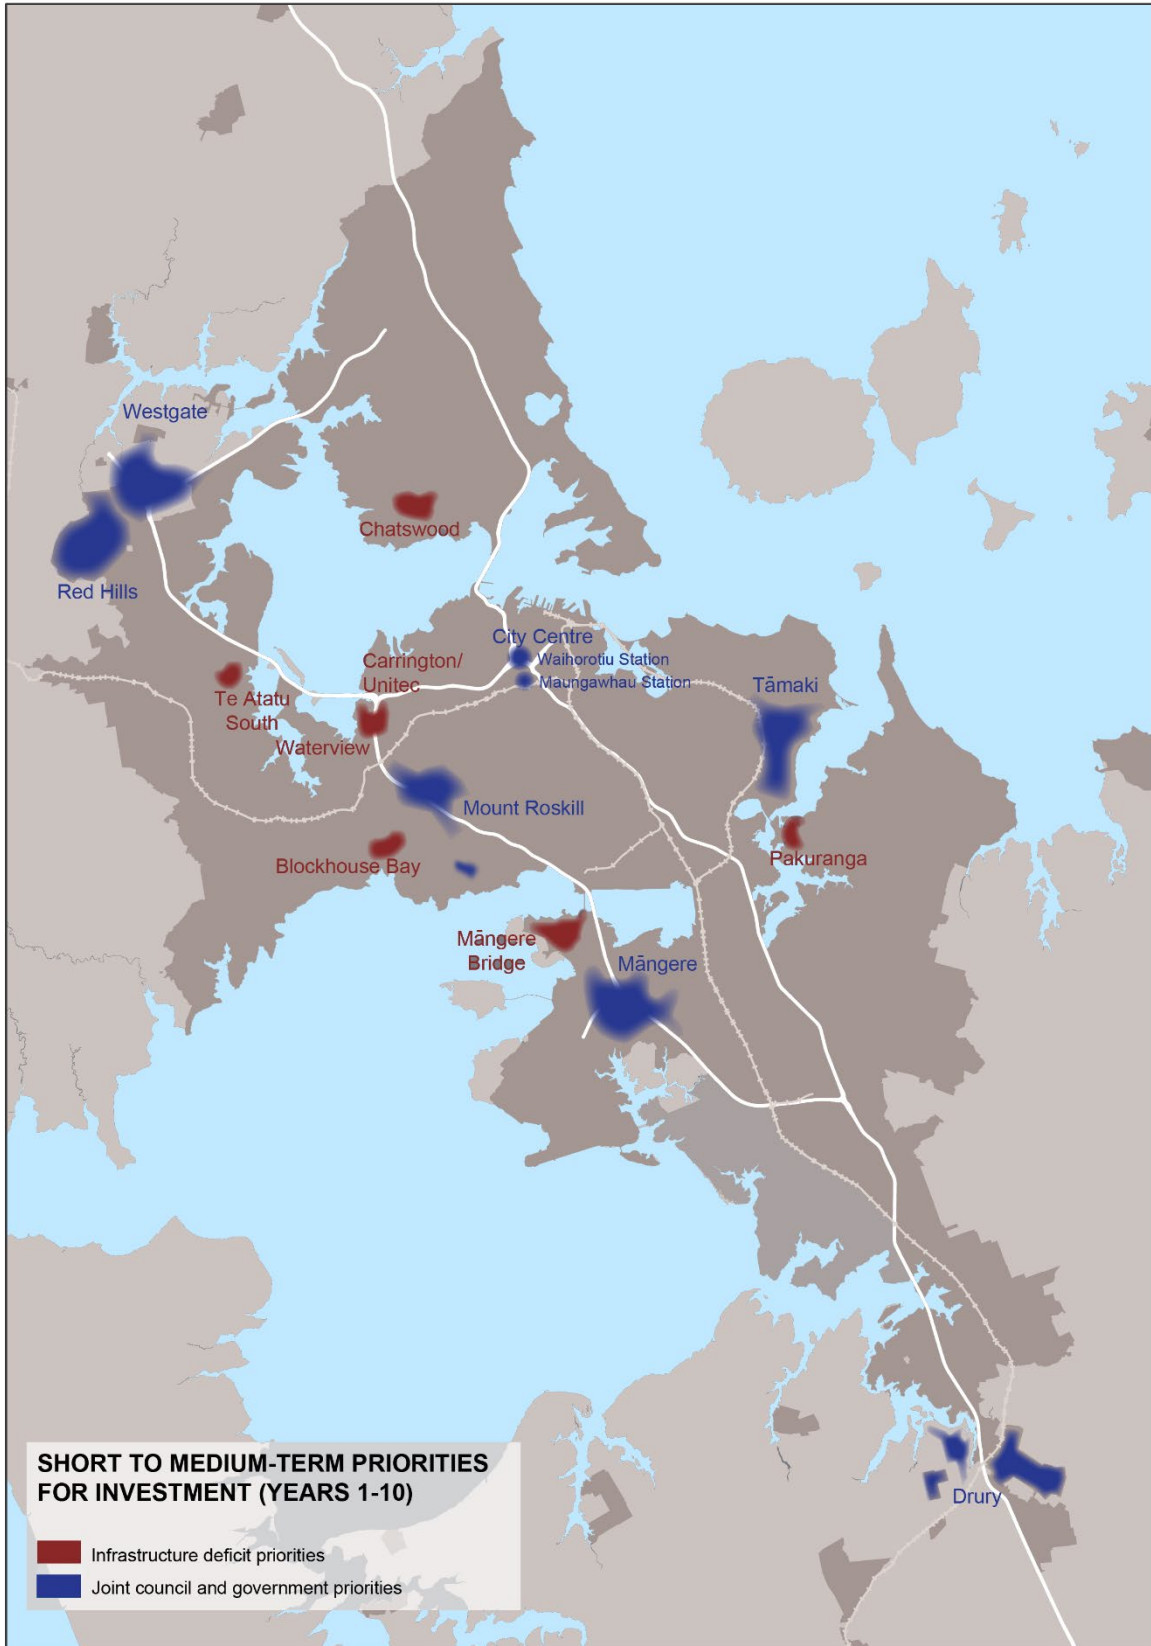 Westgate
Chatswood
Red Hills
City Centre
Waihorotiu Station
Maungawhau Station
Carrington/
Unitec
Te Atatu
South
Waterview
Tāmaki
Mount Roskill
Pakuranga
Blockhouse Bay
Māngere
Bridge
Māngere
Drury
SHORT TO MEDIUM-TERM PRIORITIES
FOR INVESTMENT (YEARS 1-10)
Infrastructure deficit priorities
Joint council and government priorities